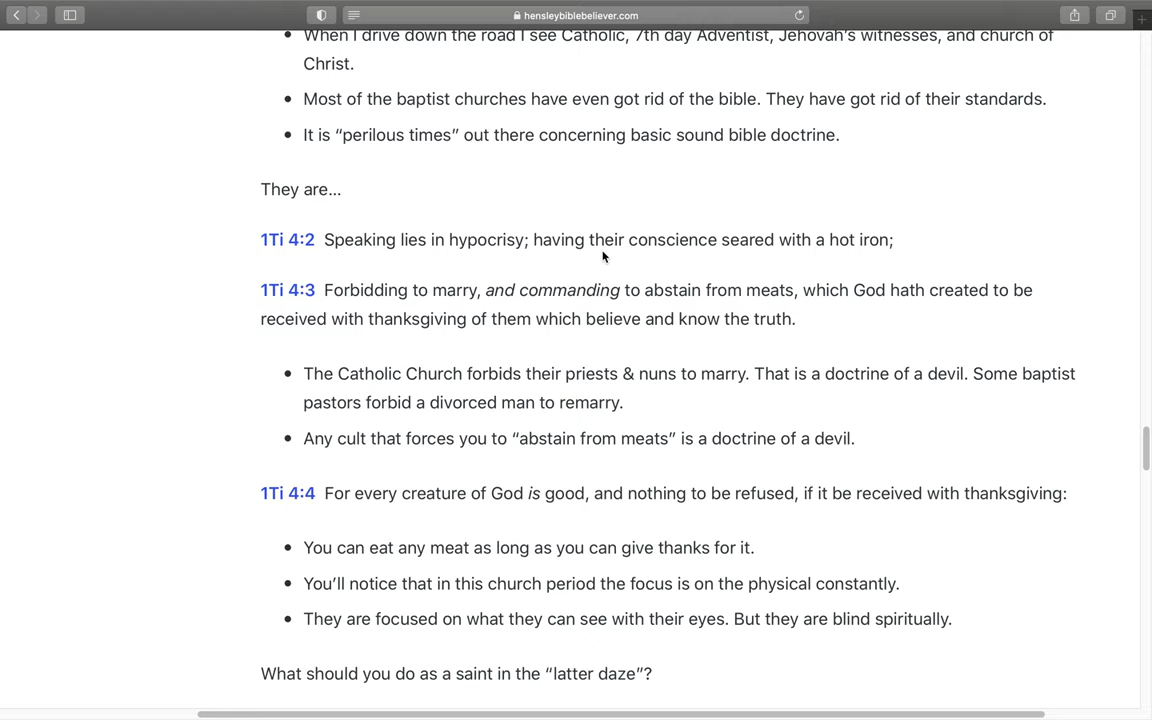 hensleybiblebeliever.com
When I drive down the road I see Catholic, 7th day Adventist, Jehovah's witnesses, and church of
Christ.
Most of the baptist churches have even got rid of the bible. They have got rid of their standards.
It is “perilous times” out there concerning basic sound bible doctrine.
They are...
1Ti 4:2 Speaking lies in hypocrisy; having their conscience seared with a hot iron;
1Ti 4:3 Forbidding to marry, and commanding to abstain from meats, which God hath created to be
received with thanksgiving of them which believe and know the truth.
The Catholic Church forbids their priests & nuns to marry. That is a doctrine of a devil. Some baptist
pastors forbid a divorced man to remarry.
Any cult that forces you to “abstain from meats” is a doctrine of a devil.
1Ti 4:4 For every creature of God is good, and nothing to be refused, if it be received with thanksgiving:
You can eat any meat as long as you can give thanks for it.
You’ll notice that in this church period the focus is on the physical constantly.
They are focused on what they can see with their eyes. But they are blind spiritually.
What should you do as a saint in the “latter daze”?